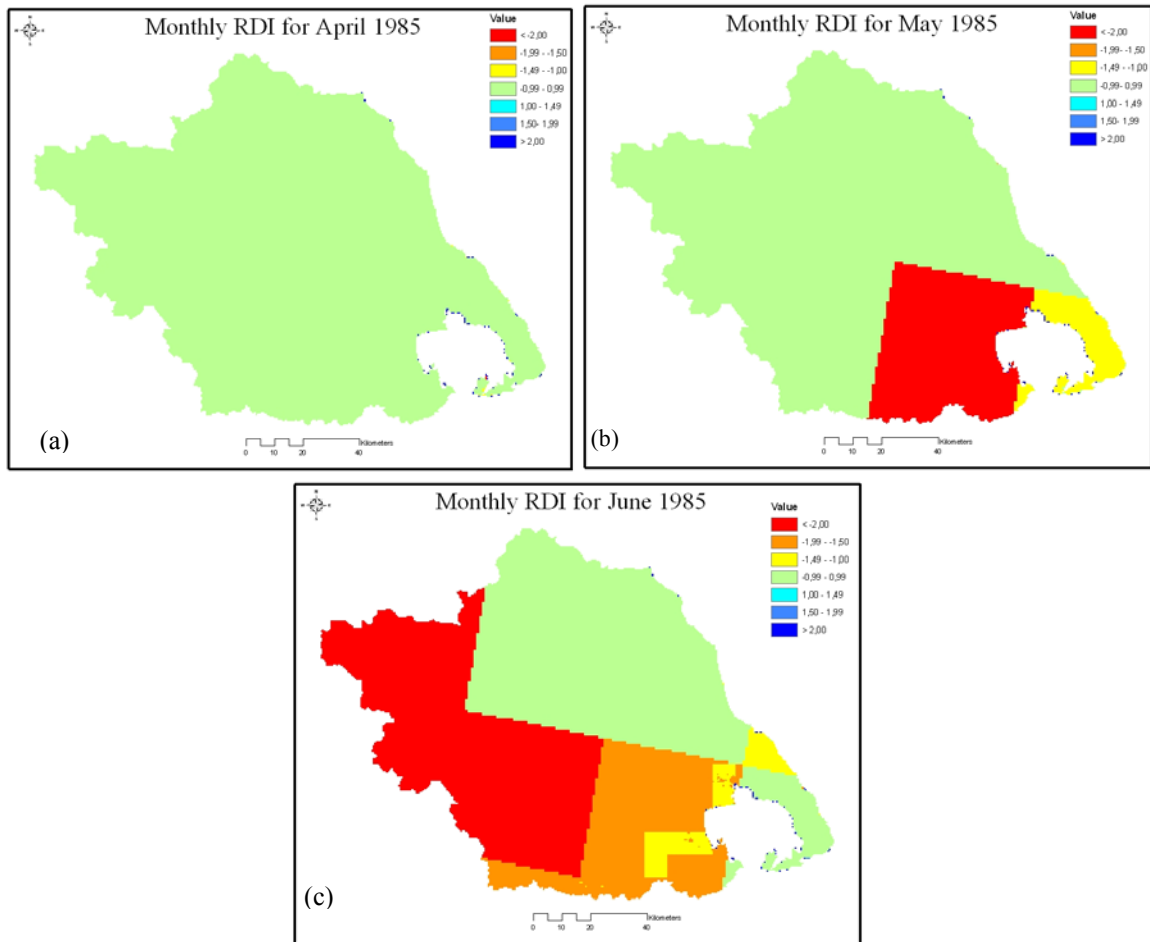 Monthly RDI for April 1985
Value
< -2,00
-1,99 - -1,50
-1,49 - -1,00
-0,99 - 0,99
1,00 - 1,49
1,50- 1,99
> 2,00
(a)
Kilometers
0 10 20 40
Monthly RDI for May 1985
Value
< -2,00
-1,99 - -1,50
-1,49 - -1,00
-0,99- 0,99
1,00 - 1,49
1,50 - 1,99
> 2,00
(b)
Kilometers
0 10 20 40
Monthly RDI for June 1985
Value
< -2,00
-1,99 - -1,50
-1,49 - -1,00
-0,99 - 0,99
1,00 - 1,49
1,50 - 1,99
> 2,00
(c)
Kilometers
0 10 20 40